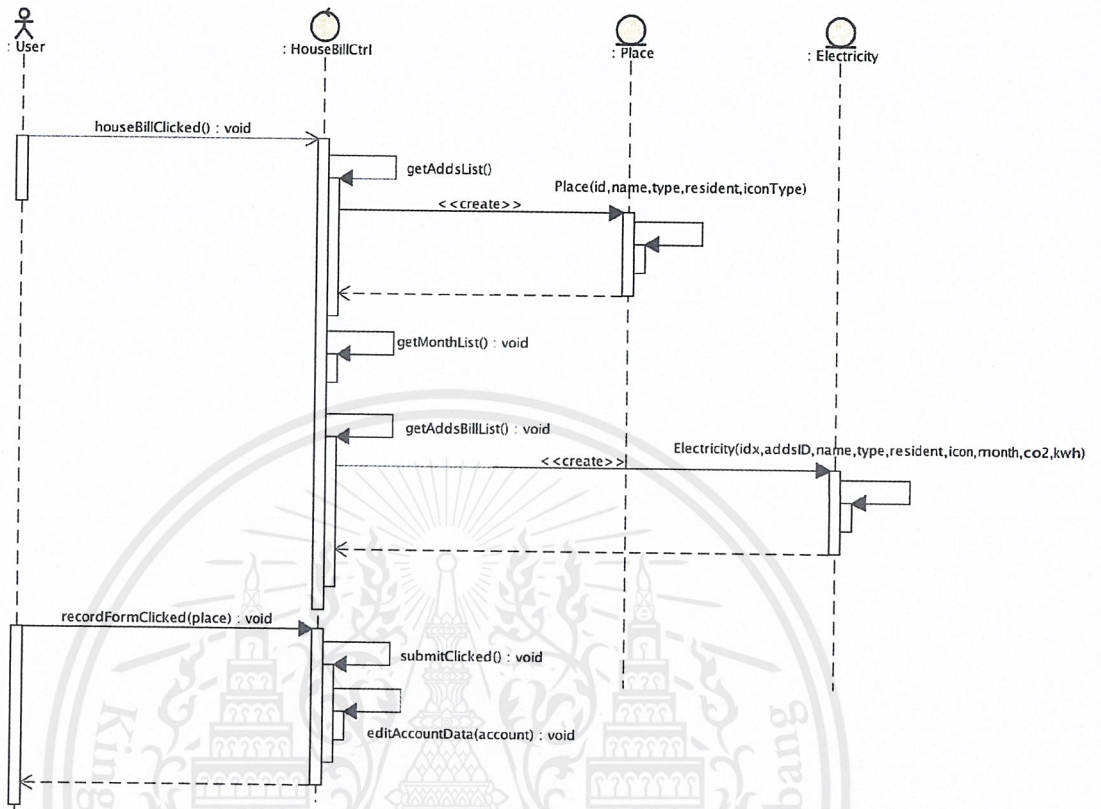 : User
: HouseBillCtrl
: Place
: Electricity
houseBillClicked() : void
getAddsList()
Place(id,name,type,resident,iconType)
<<create>>
getMonthList() : void
getAddsBillList() : void
Electricity(idx,addsID,name,type,resident,icon,month,co2,kwh)
<<create>>
recordFormClicked(place) : void
submitClicked() : void
editAccountData(account) : void